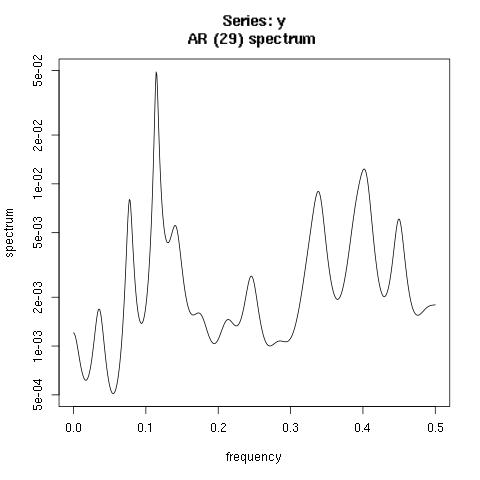 Series: y
AR (29) spectrum
spectrum
5e-02
2e-02
1e-02
5e-03
2e-03
1e-03
5e-04
0.0 0.1 0.2 0.3 0.4 0.5
frequency